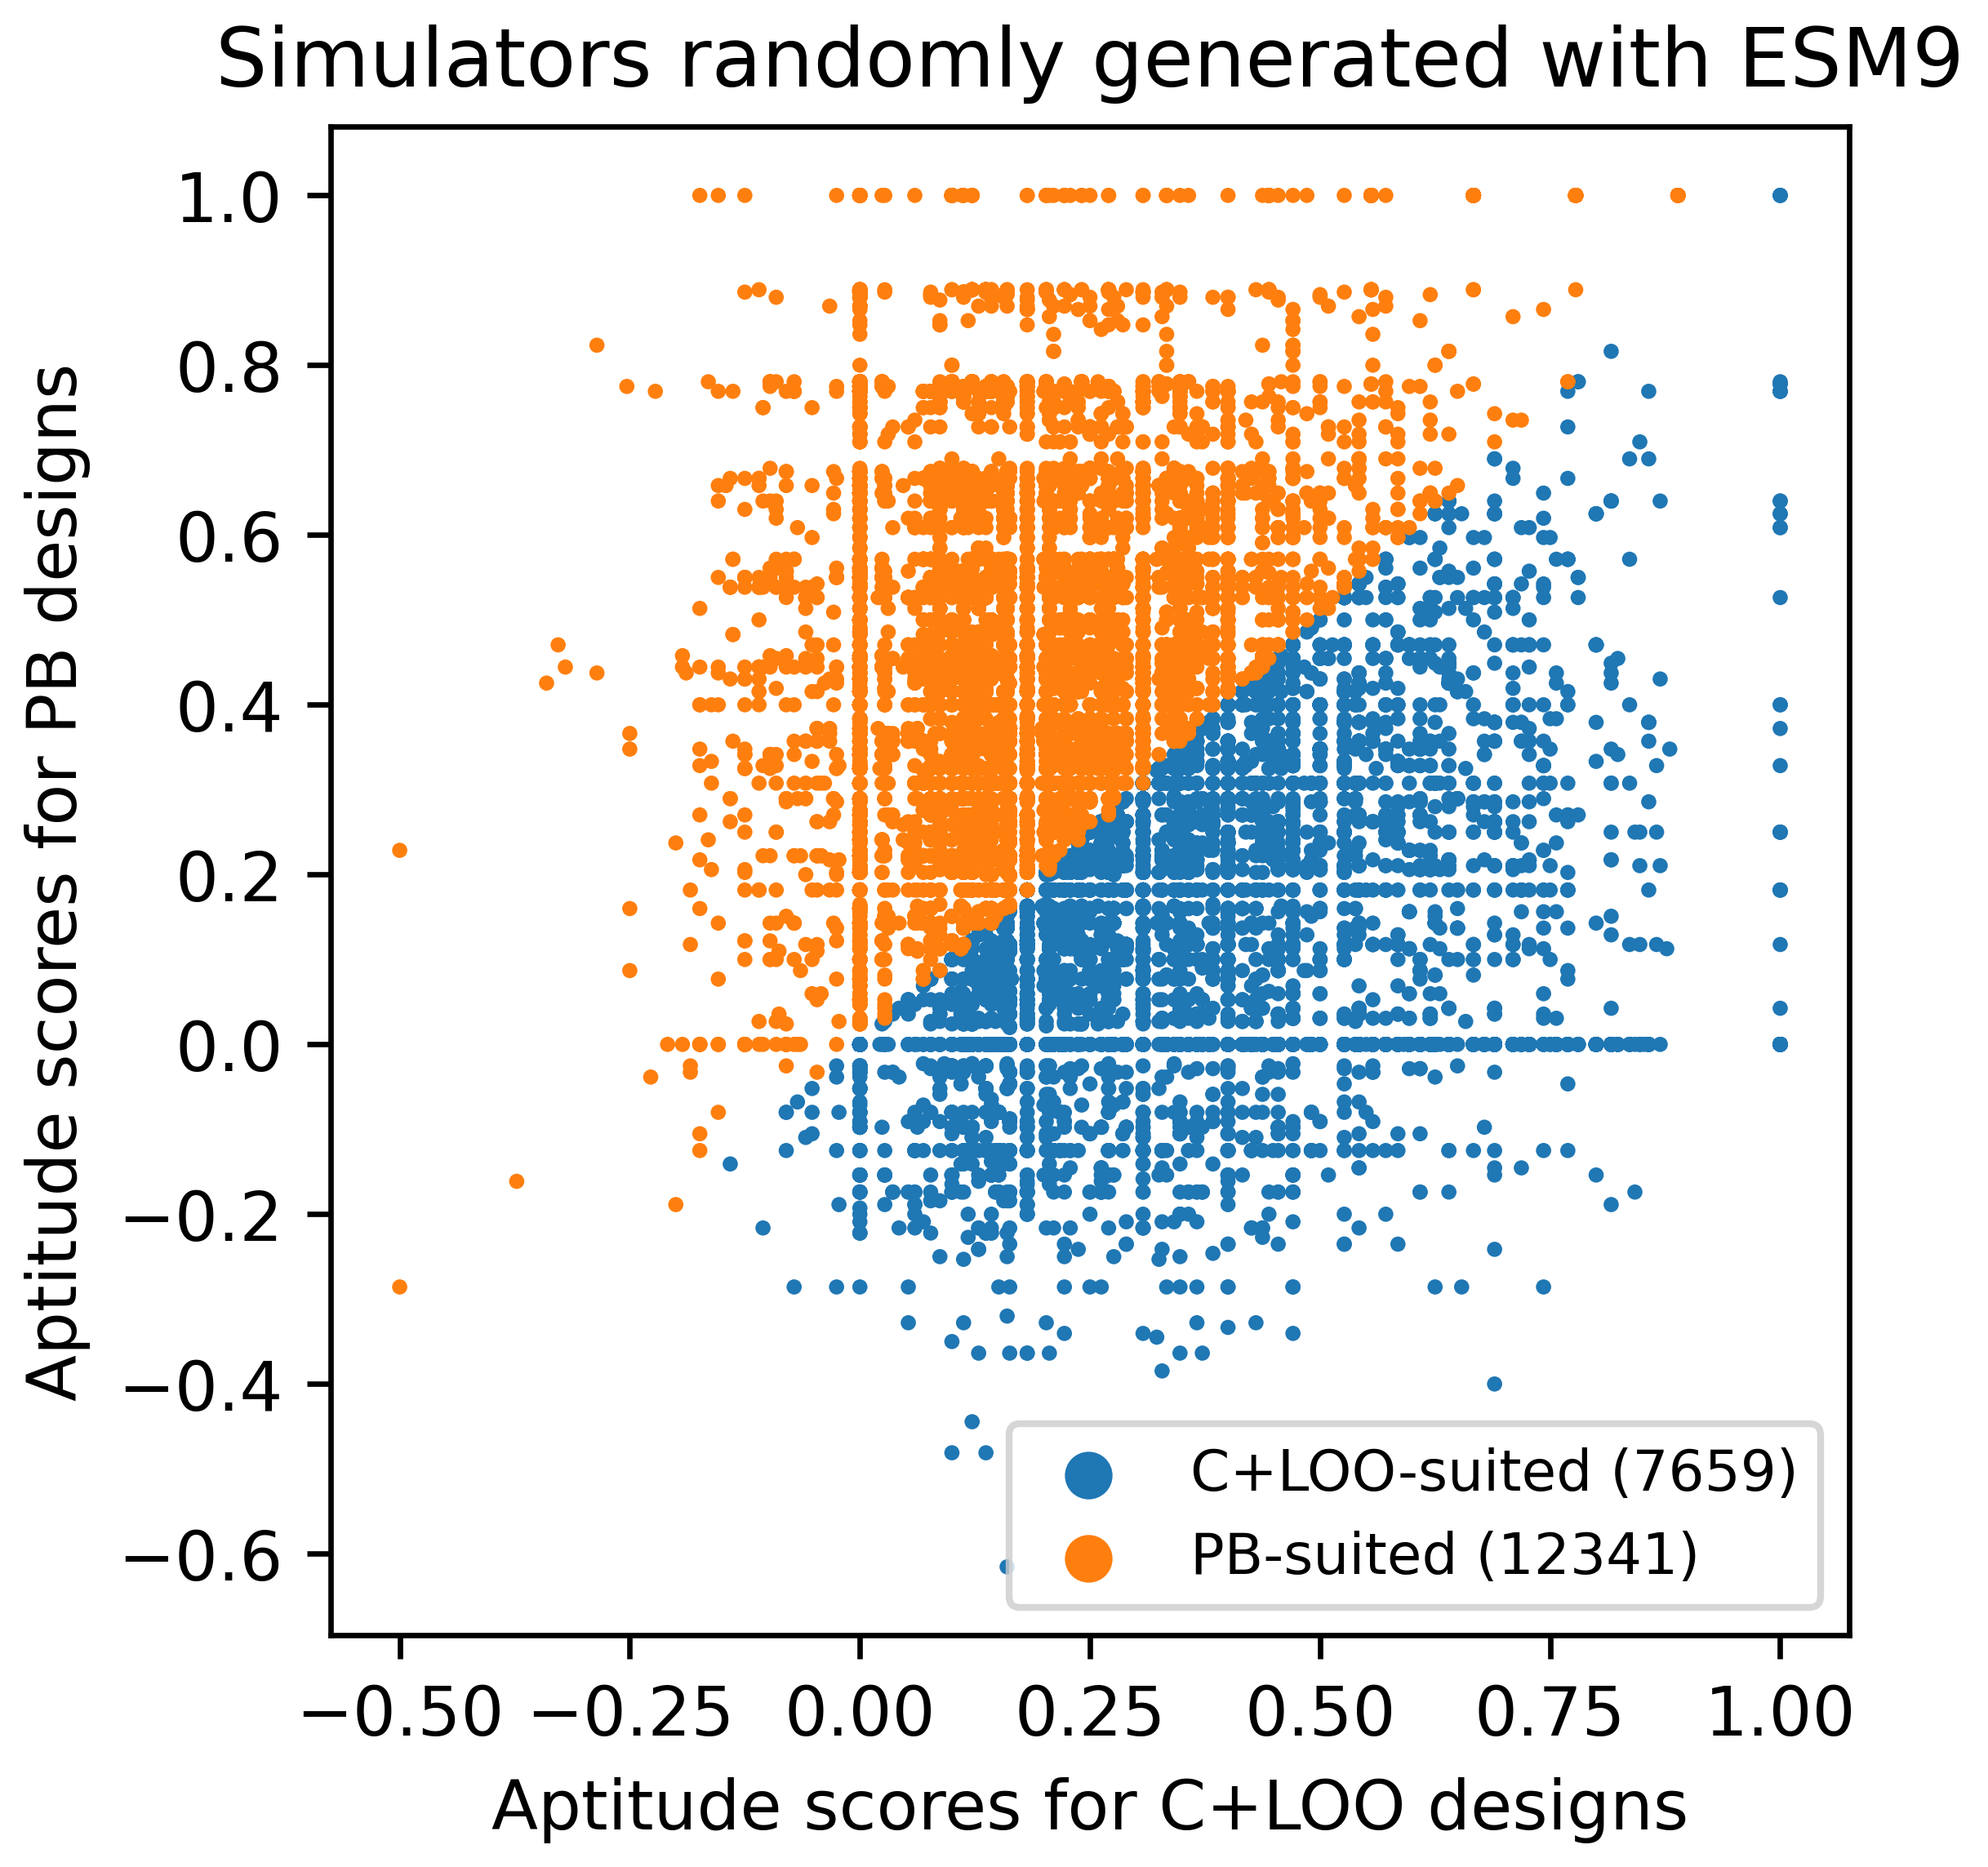 Simulators randomly generated with ESM9
Aptitude scores for PB designs
1.0
0.8
0.6
0.4
0.2
0.0
−0.2
−0.4
−0.6
C+LOO-suited (7659)
PB-suited (12341)
−0.50 −0.25 0.00 0.25 0.50 0.75 1.00
Aptitude scores for C+LOO designs